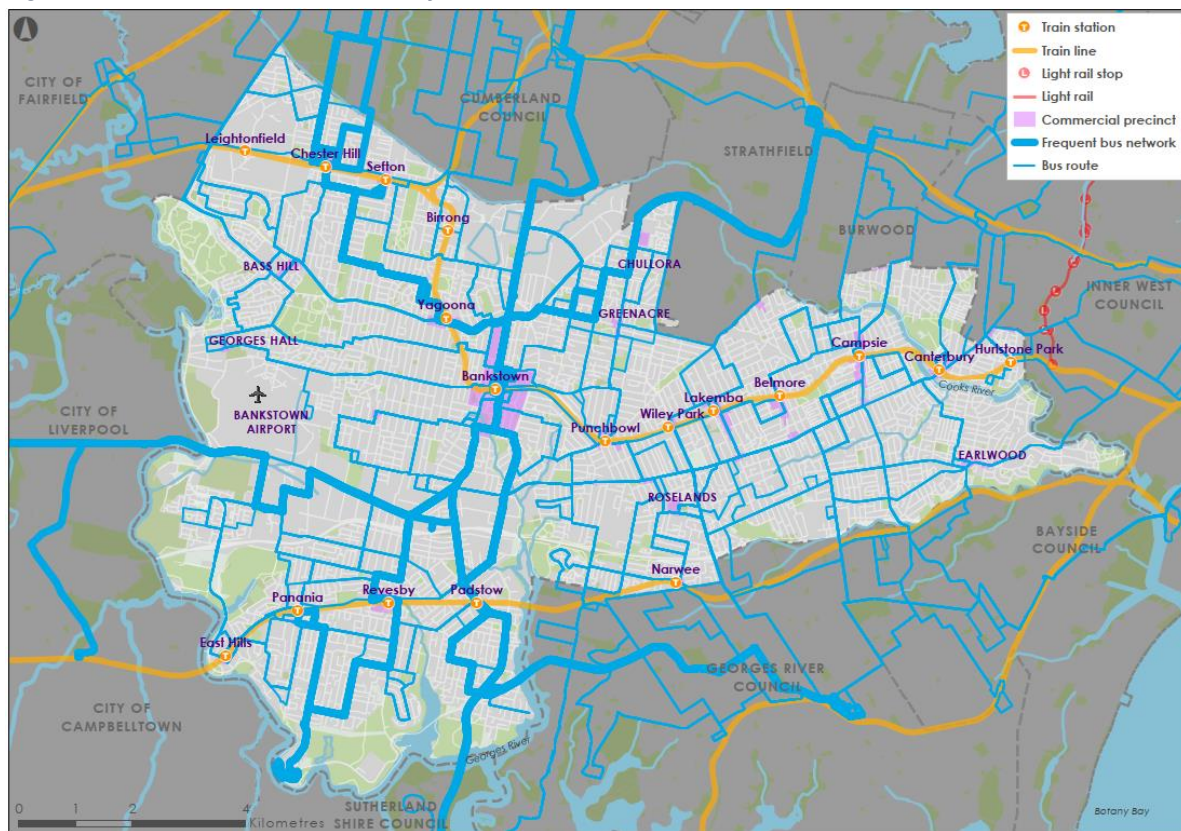 Train station
Train line
Light rail stop
Light rail
Commercial precinct
Frequent bus network
Bus route
CITY OF
FAIRFIELD
CUMBERLAND
COUNCIL
STRATHFIELD
BURWOOD
INNER WEST
COUNCIL
Leightonfield
Chester Hill
Sefton
Birrong
BASS HILL
CHULLORA
Yagoona
GREENACRE
GEORGES HALL
Campsie
Canterbury
Hurlstone Park
Cooks River
Bankstown
Belmore
Lakemba
Wiley Park
Punchbowl
BANKSTOWN
AIRPORT
CITY OF
LIVERPOOL
EARLWOOD
ROSELANDS
BAYSIDE
COUNCIL
Narwee
Panania
Revesby
Padstow
East Hills
GEORGES RIVER
COUNCIL
CITY OF
CAMPBELLTOWN
Georges River
SUTHERLAND
SHIRE COUNCIL
0 1 2 4
Kilometres
Botany Bay